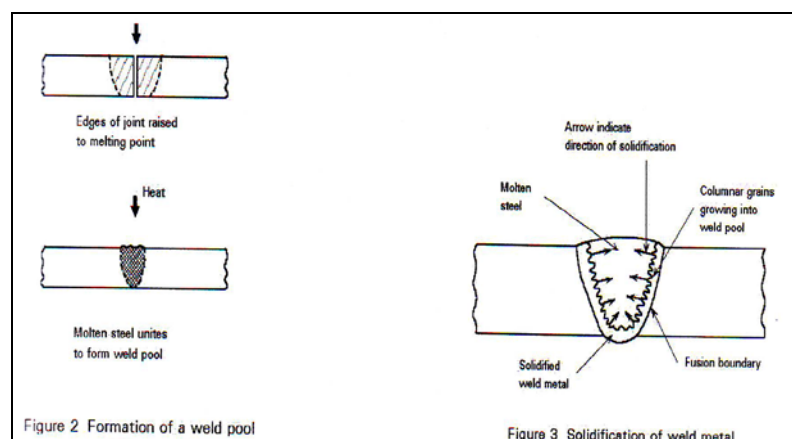 Edges of joint raised
to melting point
Heat
Molten steel unites
to form weld pool
Figure 2 Formation of a weld pool
Arrow indicate
direction of solidification
Molten
steel
Columnar grains
growing into
weld pool
Solidified
weld metal
Fusion boundary
Figure 3 Solidification of weld metal